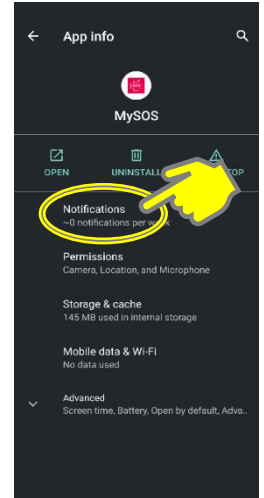 App info
MySOS
OPEN
UNINSTALL
Notifications
~0 notifications per week
Permissions
Camera, Location, and Microphone
Storage & cache
145 MB used in internal storage
Mobile data & Wi-Fi
No data used
Advanced
Screen time, Battery, Open by default, Adva..